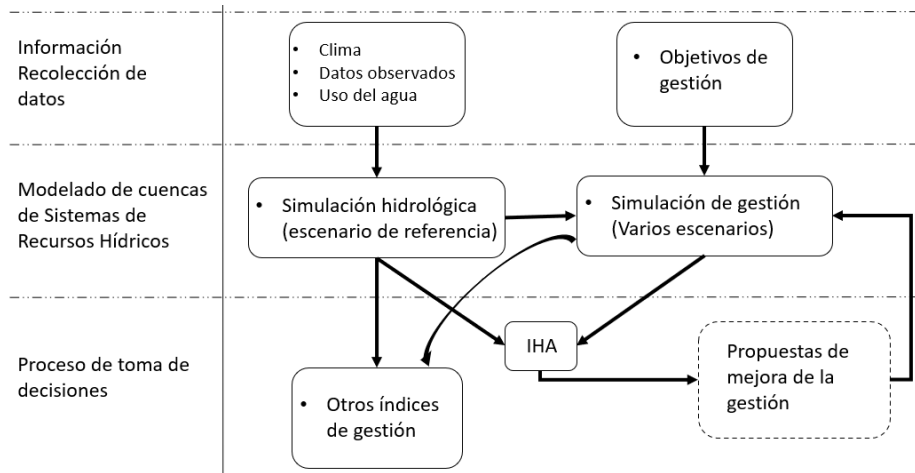 Información
Recolección de
datos
• Clima
• Datos observados
• Uso del agua
• Objetivos de
gestión
Modelado de cuencas
de Sistemas de
Recursos Hídricos
• Simulación hidrológica
(escenario de referencia)
• Simulación de gestión
(Varios escenarios)
Proceso de toma de
decisiones
• Otros índices
de gestión
IHA
Propuestas de
mejora de la
gestión